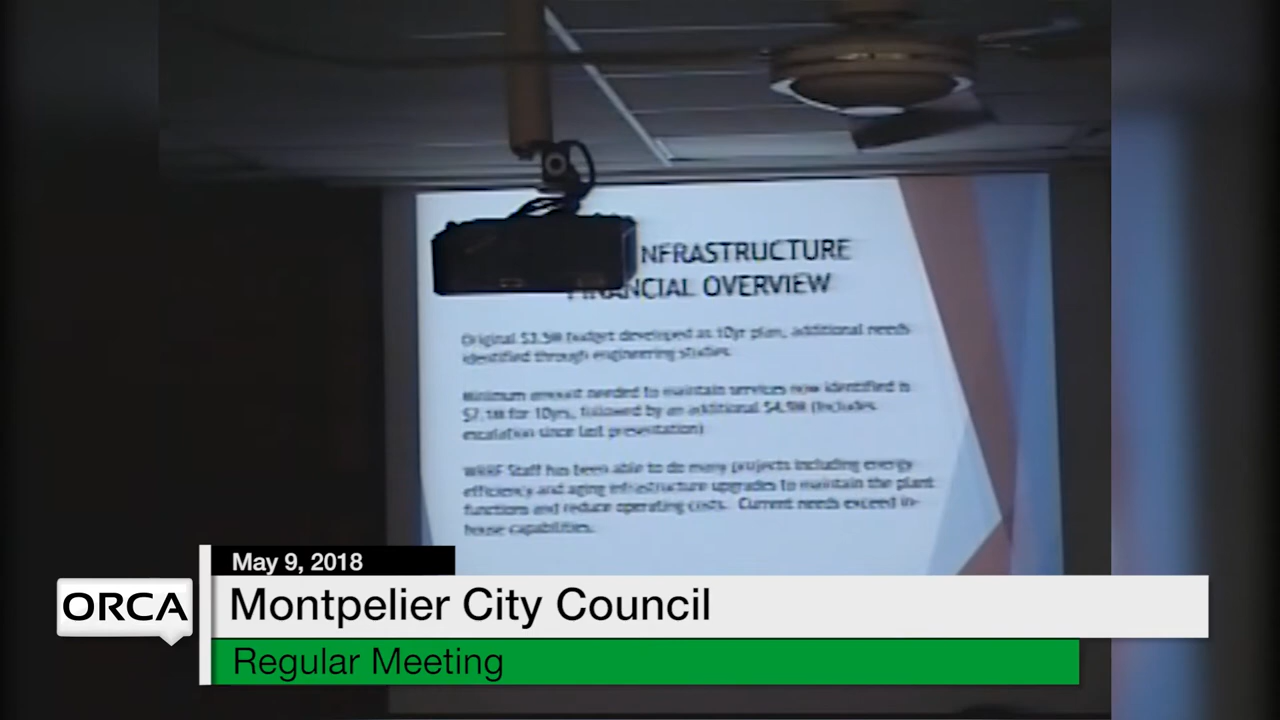 NFRASTRUCTURE
FINANCIAL OVERVIEW
Original $3.5M budget developed as 10yr plan, additional needs
identified through engineering studies
Minimum amount needed to maintain services now identified is
$7.1M for 10yrs, followed by an additional $4.9M (Includes
escalation since last presentation)
WRRF Staff has been able to do many projects including energy
efficiency and aging infrastructure upgrades to maintain the plant
functions and reduce operating costs. Current needs exceed in-
house capabilities.
May 9, 2018
ORCA
Montpelier City Council
Regular Meeting